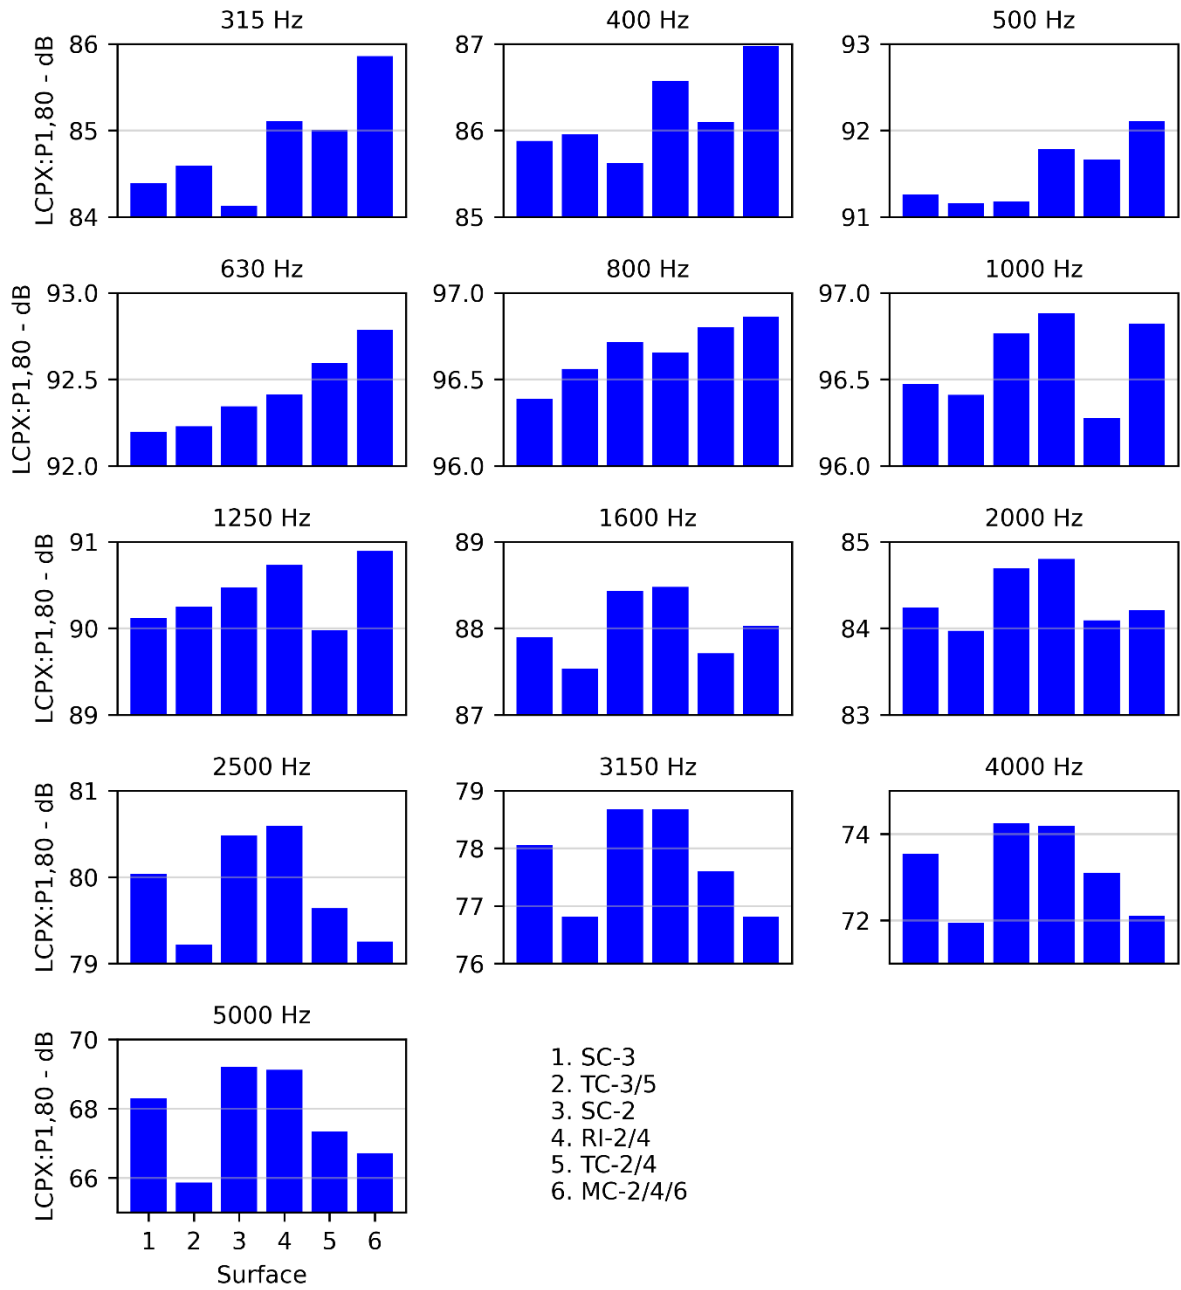 315 Hz
400 Hz
500 Hz
LCPX:P1,80 - dB
86
85
84
87
86
85
93
92
91
630 Hz
800 Hz
1000 Hz
LCPX:P1,80 - dB
93.0
92.5
92.0
97.0
96.5
96.0
97.0
96.5
96.0
1250 Hz
1600 Hz
2000 Hz
LCPX:P1,80 - dB
91
90
89
89
88
87
85
84
83
2500 Hz
3150 Hz
4000 Hz
LCPX:P1,80 - dB
81
80
79
79
78
77
76
74
72
5000 Hz
LCPX:P1,80 - dB
70
68
66
1 2 3 4 5 6
Surface
1. SC-3
2. TC-3/5
3. SC-2
4. RI-2/4
5. TC-2/4
6. MC-2/4/6